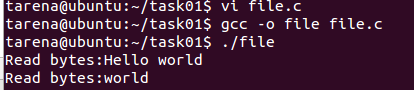 tarena@ubuntu:~/task01$ vi file.c
tarena@ubuntu:~/task01$ gcc -o file file.c
tarena@ubuntu:~/task01$ ./file
Read bytes:Hello world
Read bytes:world